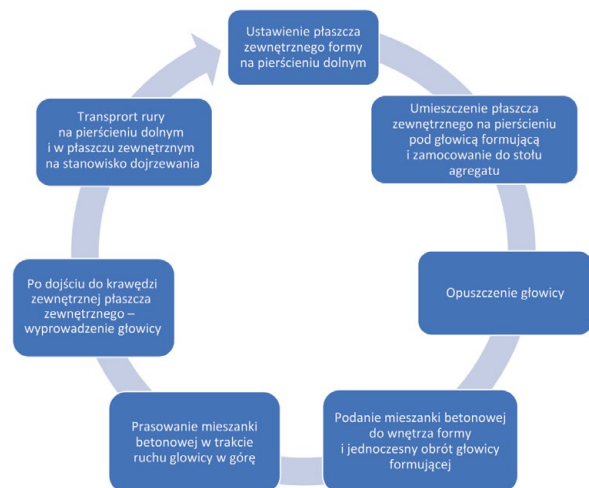 Ustawienie płaszcza
zewnętrznego formy
na pierścieniu dolnym
Umieszczenie płaszcza
zewnętrznego na pierścieniu
pod głowicą formującą
i zamocowanie do stołu
agregatu
Opuszczenie głowicy
Podanie mieszanki betonowej
do wnętrza formy
i jednoczesny obrót głowicy
formującej
Prasowanie mieszanki
betonowej w trakcie
ruchu glowicy w górę
Po dojściu do krawędzi
zewnętrznej płaszcza
zewnętrznego –
wyprowadzenie głowicy
Transprort rury
na pierścieniu dolnym
i w płaszczu zewnętrznym
na stanowisko dojrzewania